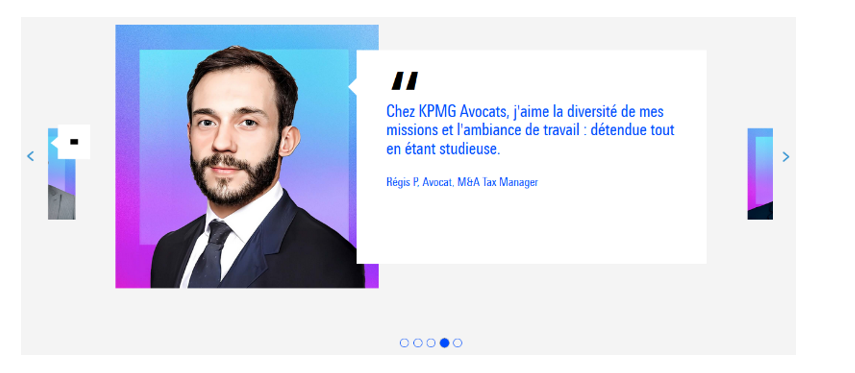 Chez KPMG Avocats, j'aime la diversité de mes
missions et l'ambiance de travail : détendue tout
en étant studieuse.
Régis P, Avocat, M&A Tax Manager